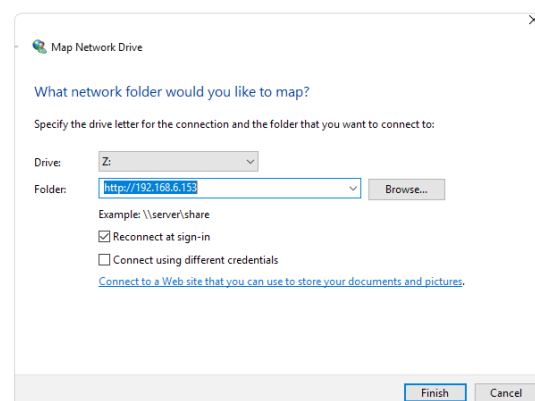 Map Network Drive
What network folder would you like to map?
Specify the drive letter for the connection and the folder that you want to connect to:
Drive: Z:
Folder: http://192.168.6.153 Browse...
Example: \\server\share
Reconnect at sign-in
Connect using different credentials
Connect to a Web site that you can use to store your documents and pictures.
Finish Cancel